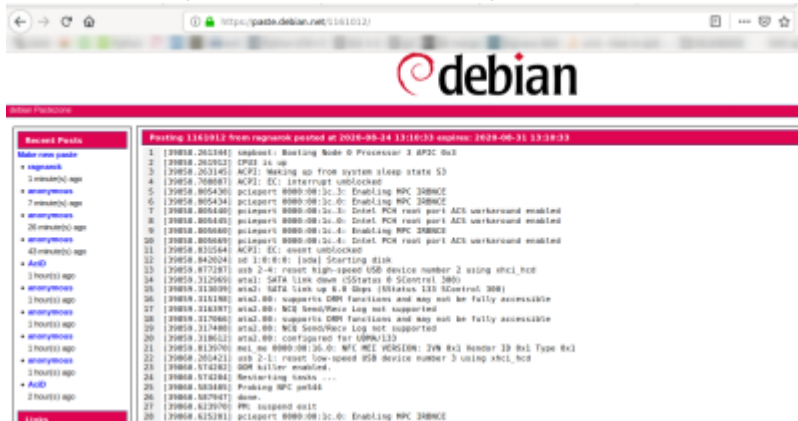 https://paste.debian.net/1161012/
debian
debian Pastezone
Recent Posts
Make new paste
ragnarok
1 minute(s) ago
anonymous
7 minute(s) ago
anonymous
26 minute(s) ago
anonymous
43 minute(s) ago
AciD
1 hour(s) ago
anonymous
1 hour(s) ago
anonymous
1 hour(s) ago
anonymous
1 hour(s) ago
anonymous
1 hour(s) ago
AciD
2 hour(s) ago
Links
Posting 1161012 from ragnarok posted at 2020-08-24 13:10:33 expires: 2020-08-31 13:10:33
1 [39858.261344] smpboot: Booting Node 0 Processor 3 APIC 0x3
2 [39858.261912] CPU3 is up
3 [39858.263145] ACPI: Waking up from system sleep state S3
4 [39858.780887] ACPI: EC: interrupt unblocked
5 [39858.805430] pcieport 0000:00:1c.3: Enabling MPC IRBNCE
6 [39858.805434] pcieport 0000:00:1c.0: Enabling MPC IRBNCE
7 [39858.805440] pcieport 0000:00:1c.3: Intel PCH root port ACS workaround enabled
8 [39858.805445] pcieport 0000:00:1c.0: Intel PCH root port ACS workaround enabled
9 [39858.805660] pcieport 0000:00:1c.4: Enabling MPC IRBNCE
10 [39858.805669] pcieport 0000:00:1c.4: Intel PCH root port ACS workaround enabled
11 [39858.831564] ACPI: EC: event unblocked
12 [39858.842024] sd 1:0:0:0: [sda] Starting disk
13 [39859.077287] usb 2-4: reset high-speed USB device number 2 using xhci_hcd
14 [39859.312969] ata1: SATA link down (SStatus 0 SControl 300)
15 [39859.313039] ata2: SATA link up 6.0 Gbps (SStatus 133 SControl 300)
16 [39859.315198] ata2.00: supports DRM functions and may not be fully accessible
17 [39859.316397] ata2.00: NCQ Send/Recv Log not supported
18 [39859.317066] ata2.00: supports DRM functions and may not be fully accessible
19 [39859.317480] ata2.00: NCQ Send/Recv Log not supported
20 [39859.318612] ata2.00: configured for UDMA/133
21 [39859.813970] mei_me 0000:00:16.0: NFC MEI VERSION: IVN 0x1 Vendor ID 0x1 Type 0x1
22 [39860.281421] usb 2-1: reset low-speed USB device number 3 using xhci_hcd
23 [39860.574282] OOM killer enabled.
24 [39860.574284] Restarting tasks ...
25 [39860.583485] Probing NFC pn544
26 [39860.587947] done.
27 [39860.623970] PM: suspend exit
28 [39860.625201] pcieport 0000:00:1c.0: Enabling MPC IRBNCE